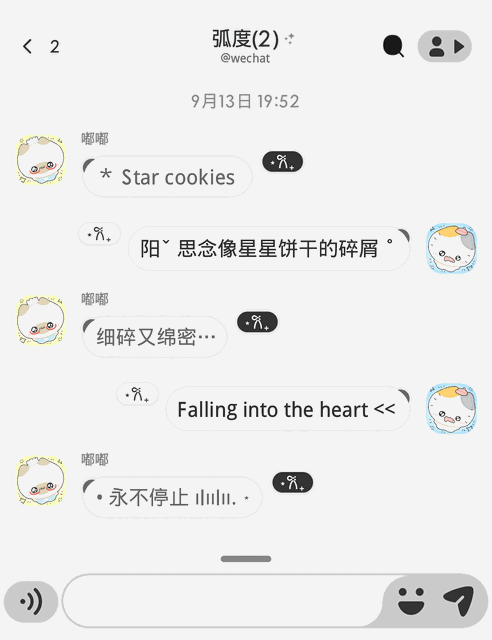 2
弧度(2)
@wechat
9月13日 19:52
嘟嘟
* Star cookies
阳ˇ 思念像星星饼干的碎屑 °
嘟嘟
细碎又绵密…
Falling into the heart <<
嘟嘟
• 永不停止 ılıılıı. ⋆